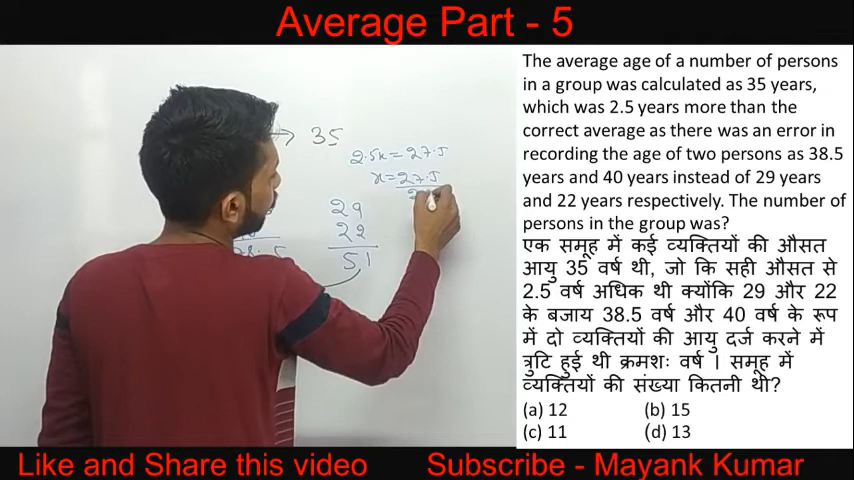 Average Part - 5
35
2.5x = 27.5
x = 27.5
29
22
51
The average age of a number of persons
in a group was calculated as 35 years,
which was 2.5 years more than the
correct average as there was an error in
recording the age of two persons as 38.5
years and 40 years instead of 29 years
and 22 years respectively. The number of
persons in the group was?
एक समूह में कई व्यक्तियों की औसत
आयु 35 वर्ष थी, जो कि सही औसत से
2.5 वर्ष अधिक थी क्योंकि 29 और 22
के बजाय 38.5 वर्ष और 40 वर्ष के रूप
में दो व्यक्तियों की आयु दर्ज करने में
त्रुटि हुई थी क्रमशः वर्ष । समूह में
व्यक्तियों की संख्या कितनी थी?
(a) 12 (b) 15
(c) 11 (d) 13
Like and Share this video Subscribe - Mayank Kumar